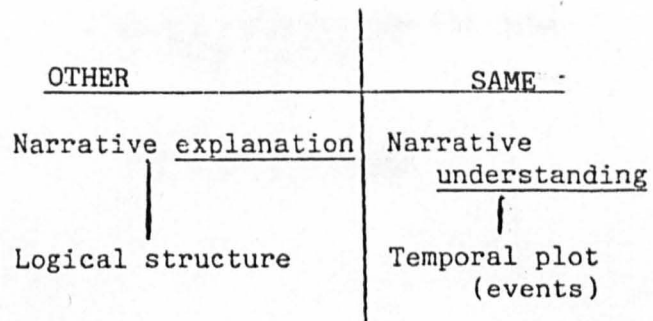 OTHER
SAME
Narrative explanation
Narrative
understanding
Logical structure
Temporal plot
(events)